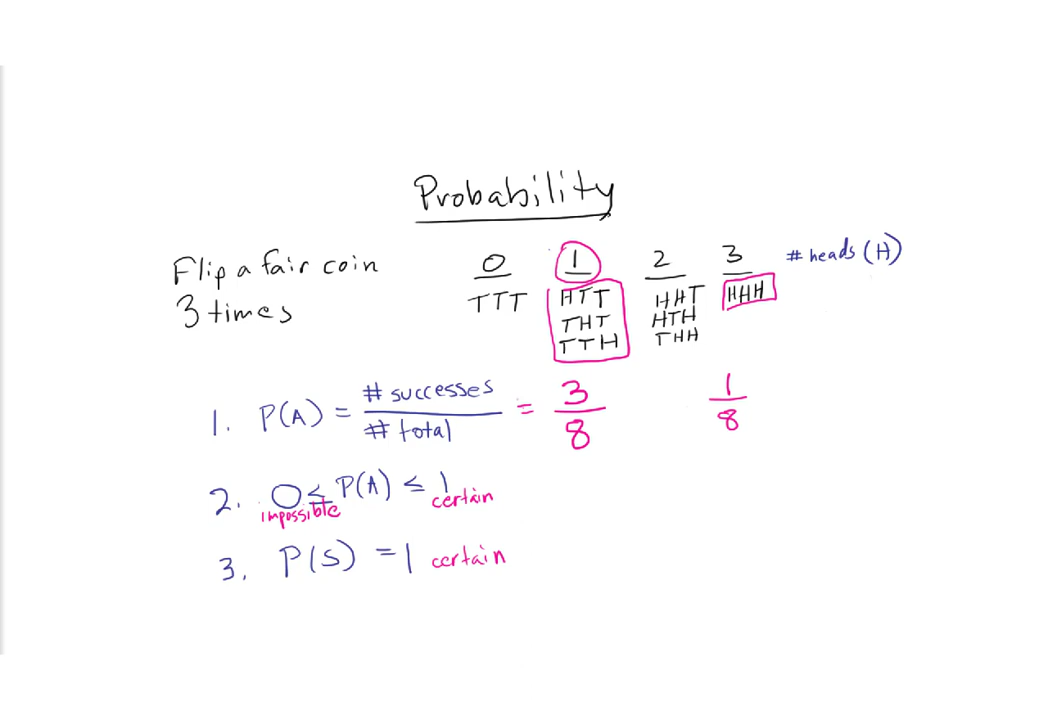 Probability
Flip a fair coin
3 times
0 1 2 3 # heads (H)
TTT HTT HHT HHH
THT HTH
TTH THH
1. P(A) = # successes / # total = 3/8 1/8
2. 0 ≤ P(A) ≤ 1
impossible certain
3. P(S) = 1 certain